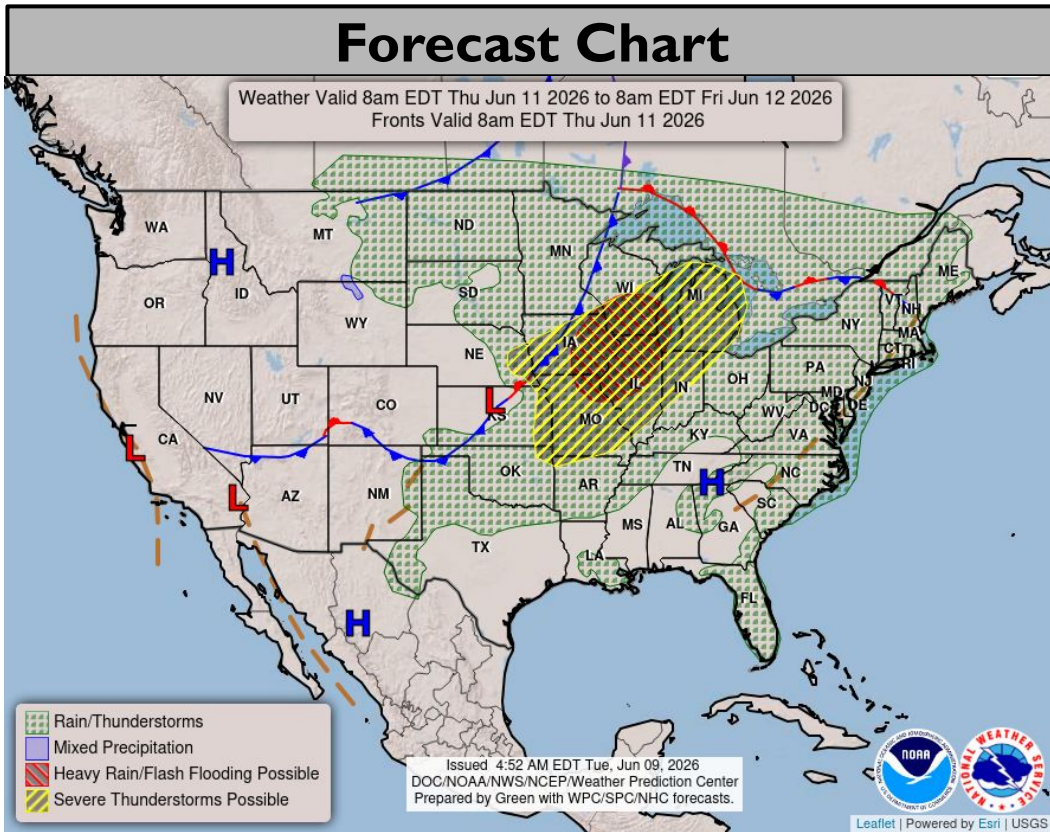 Forecast Chart
Weather Valid 8am EDT Thu Jun 11 2026 to 8am EDT Fri Jun 12 2026
Fronts Valid 8am EDT Thu Jun 11 2026
WA
MT
ND
MN
ME
H
OR
ID
SD
WI
MI
VT
NH
WY
NY
MA
IA
CT
RI
NE
PA
NV
UT
CO
L
KS
IL
IN
OH
NJ
MD
DE
DC
MO
WV
VA
CA
KY
L
TN
H
NC
OK
AR
L
AZ
NM
SC
MS
AL
GA
TX
LA
FL
H
Rain/Thunderstorms
Mixed Precipitation
Heavy Rain/Flash Flooding Possible
Severe Thunderstorms Possible
Issued 4:52 AM EDT Tue, Jun 09, 2026
DOC/NOAA/NWS/NCEP/Weather Prediction Center
Prepared by Green with WPC/SPC/NHC forecasts.
NOAA
NATIONAL WEATHER SERVICE
Leaflet | Powered by Esri | USGS